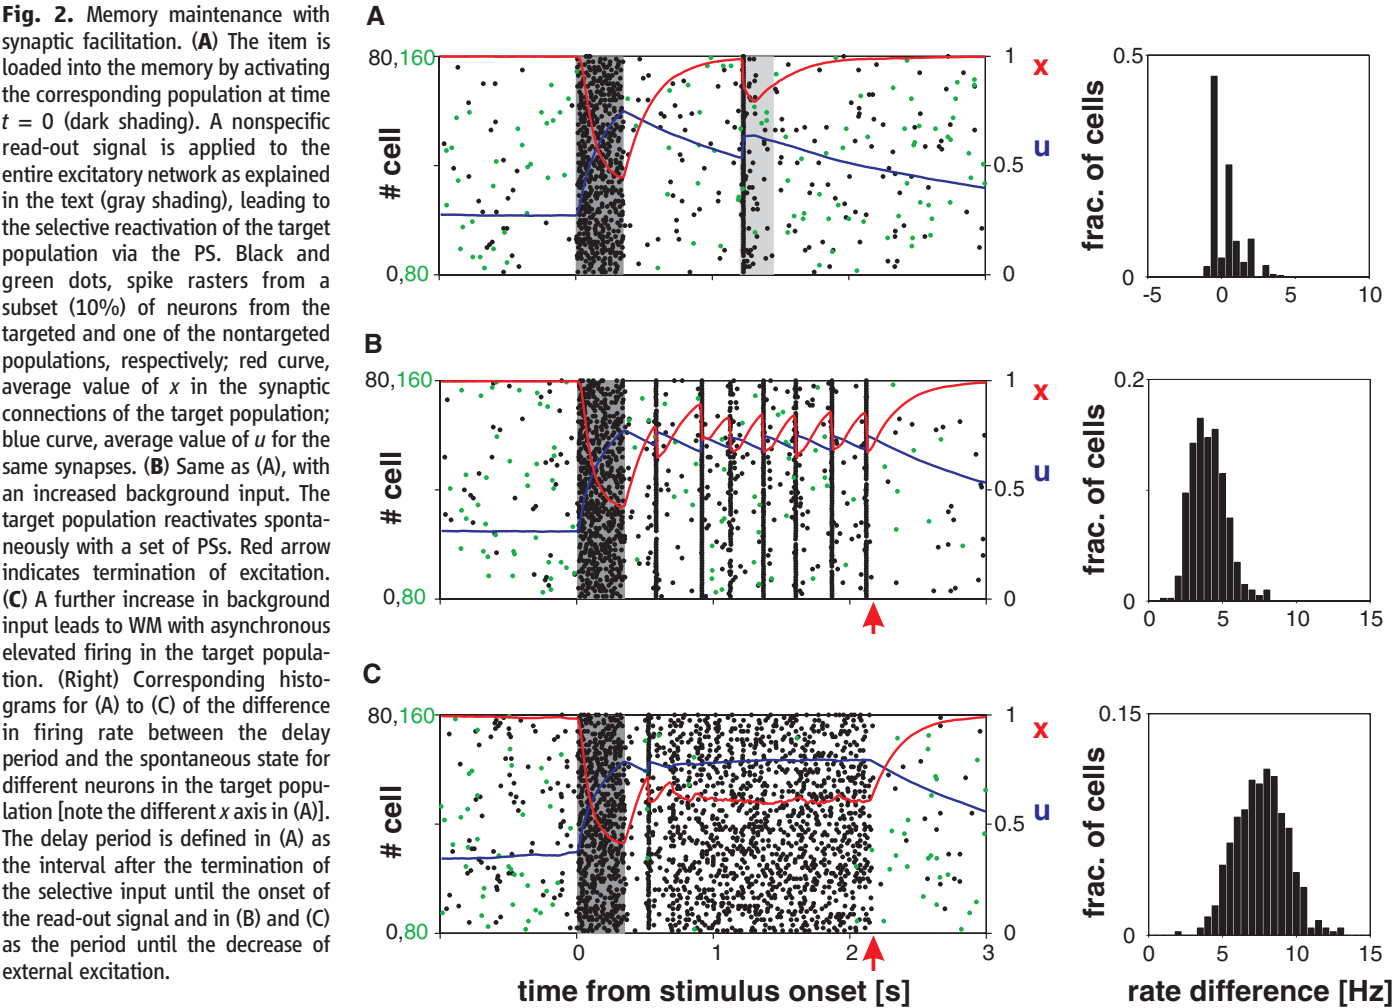 Fig. 2. Memory maintenance with
synaptic facilitation. (A) The item is
loaded into the memory by activating
the corresponding population at time
t = 0 (dark shading). A nonspecific
read-out signal is applied to the
entire excitatory network as explained
in the text (gray shading), leading to
the selective reactivation of the target
population via the PS. Black and
green dots, spike rasters from a
subset (10%) of neurons from the
targeted and one of the nontargeted
populations, respectively; red curve,
average value of x in the synaptic
connections of the target population;
blue curve, average value of u for the
same synapses. (B) Same as (A), with
an increased background input. The
target population reactivates sponta-
neously with a set of PSs. Red arrow
indicates termination of excitation.
(C) A further increase in background
input leads to WM with asynchronous
elevated firing in the target popula-
tion. (Right) Corresponding histo-
grams for (A) to (C) of the difference
in firing rate between the delay
period and the spontaneous state for
different neurons in the target popu-
lation [note the different x axis in (A)].
The delay period is defined in (A) as
the interval after the termination of
the selective input until the onset of
the read-out signal and in (B) and (C)
as the period until the decrease of
external excitation.
A
80,160
# cell
0,80
1
x
u
0.5
0
0.5
frac. of cells
0
-5 0 5 10
B
80,160
# cell
0,80
1
x
u
0.5
0
0.2
frac. of cells
0
0 5 10 15
C
80,160
# cell
0,80
1
x
u
0.5
0
0 1 2 3
time from stimulus onset [s]
0.15
frac. of cells
0
0 5 10 15
rate difference [Hz]